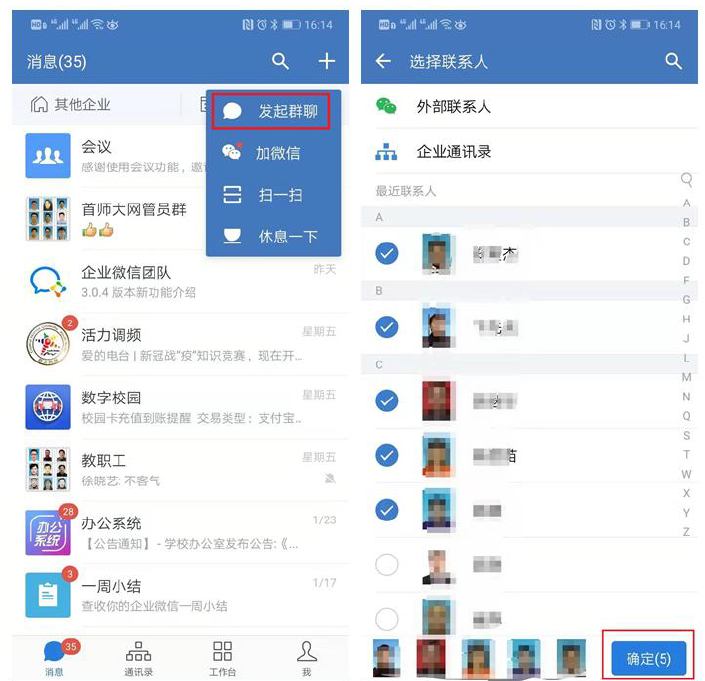 16:14
消息(35)
发起群聊
加微信
扫一扫
休息一下
其他企业
会议
感谢使用会议功能，邀
首师大网管员群
企业微信团队
昨天
3.0.4 版本新功能介绍
2
活力调频
星期五
爱的电台 | 新冠战“疫”知识竞赛，现在开...
数字校园
星期五
校园卡充值到账提醒 交易类型：支付宝...
教职工
星期五
徐晓艺: 不客气
28
办公系统
办公系统
1/23
【公告通知】 - 学校办公室发布公告:《...
3
一周小结
1/17
查收你的企业微信一周小结
35
消息
通讯录
工作台
我
16:14
选择联系人
外部联系人
企业通讯录
最近联系人
A
杰
B
C
苗
A
B
C
D
F
G
H
J
L
M
N
Q
S
T
W
X
Y
Z
确定(5)